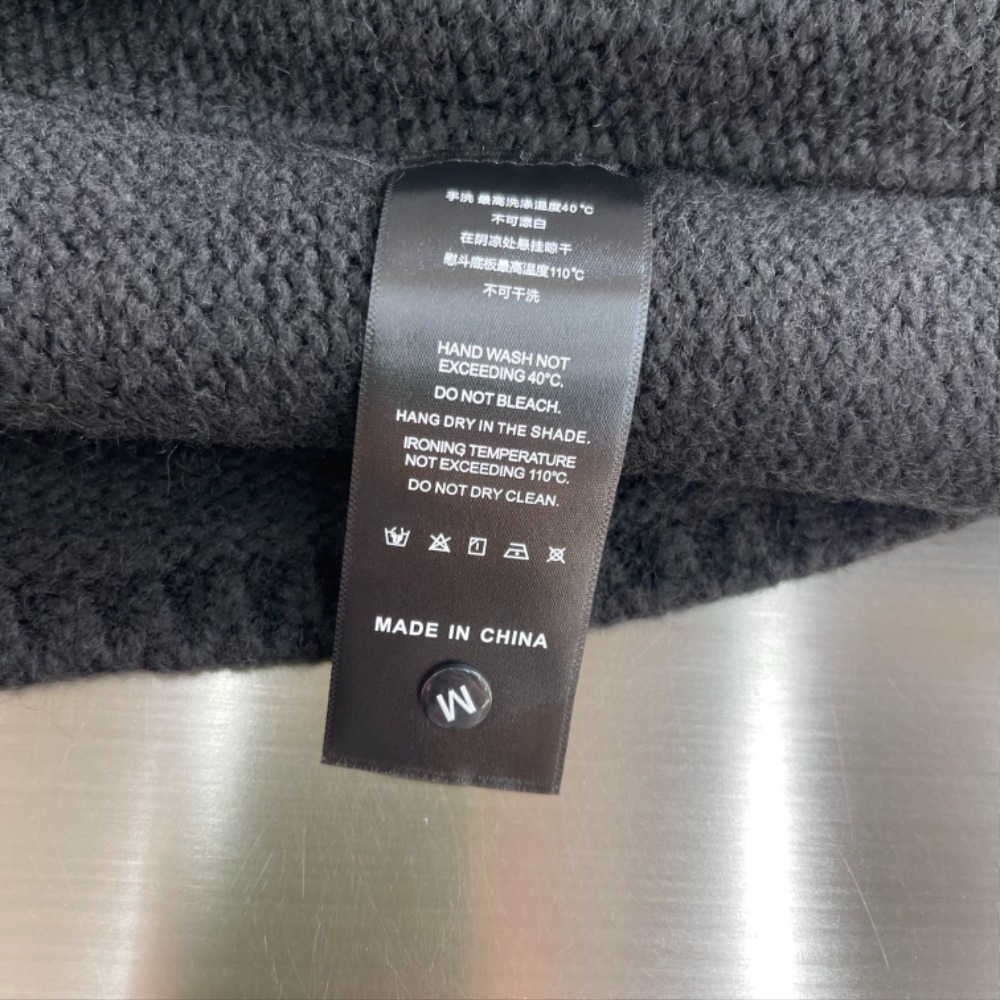 手洗 最高洗涤温度40℃
不可漂白
在阴凉处悬挂晾干
熨斗底板最高温度110℃
不可干洗
HAND WASH NOT
EXCEEDING 40℃.
DO NOT BLEACH.
HANG DRY IN THE SHADE.
IRONING TEMPERATURE
NOT EXCEEDING 110℃.
DO NOT DRY CLEAN.
MADE IN CHINA
M